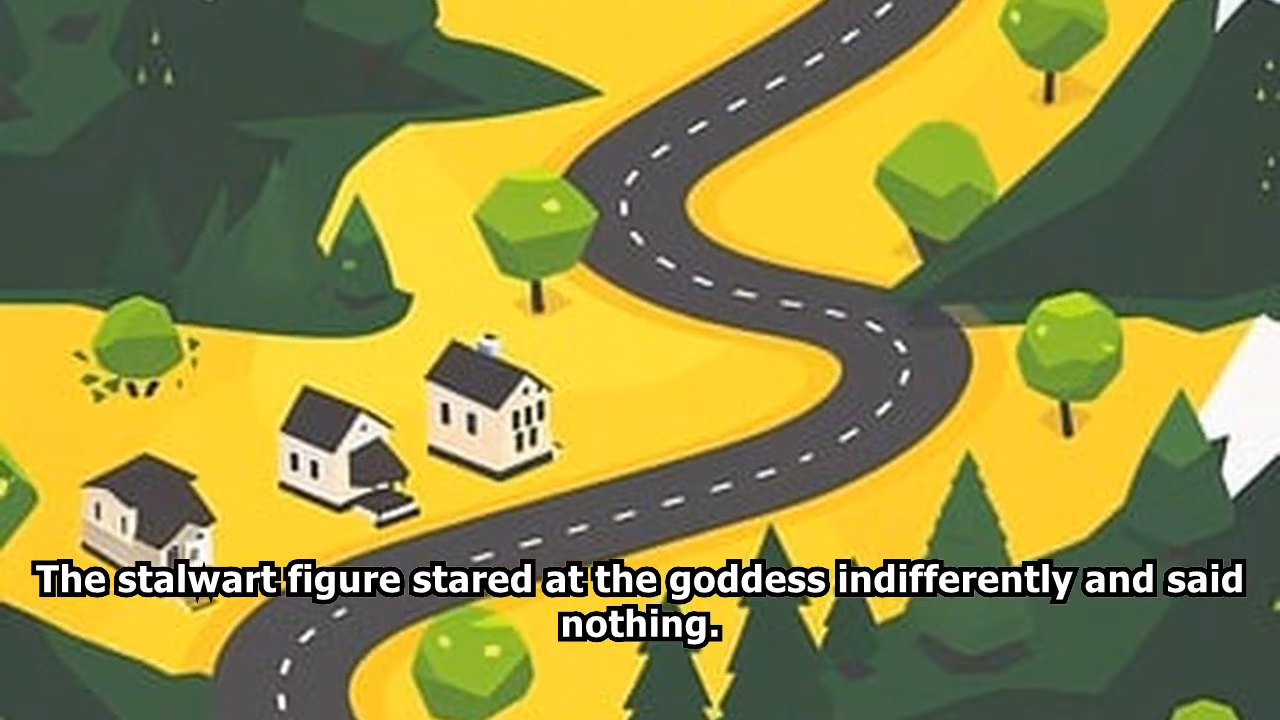 The stalwart figure stared at the goddess indifferently and said
nothing.